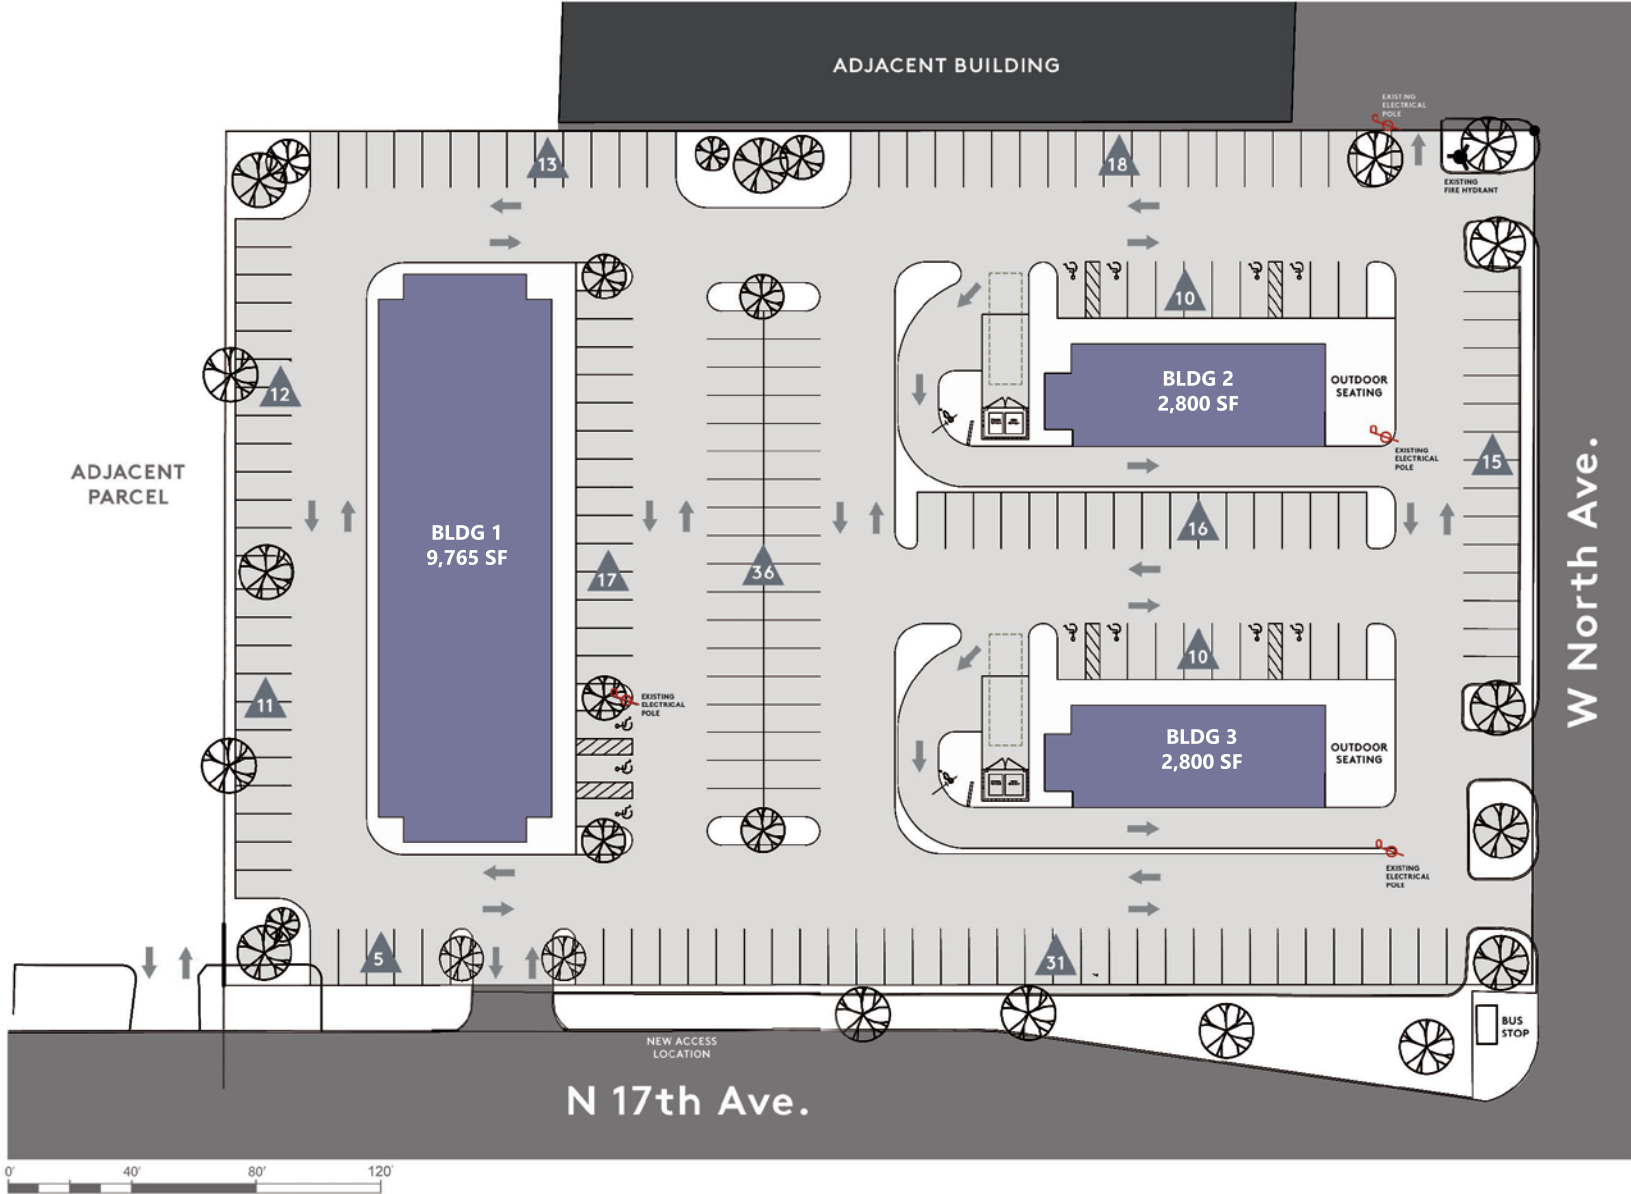 ADJACENT BUILDING
EXISTING
ELECTRICAL
POLE
13
18
EXISTING
FIRE HYDRANT
10
12
BLDG 2
2,800 SF
OUTDOOR
SEATING
EXISTING
ELECTRICAL
POLE
15
ADJACENT
PARCEL
BLDG 1
9,765 SF
16
W North Ave.
17
36
10
11
EXISTING
ELECTRICAL
POLE
BLDG 3
2,800 SF
OUTDOOR
SEATING
EXISTING
ELECTRICAL
POLE
5
31
BUS
STOP
NEW ACCESS
LOCATION
N 17th Ave.
0' 40' 80' 120'